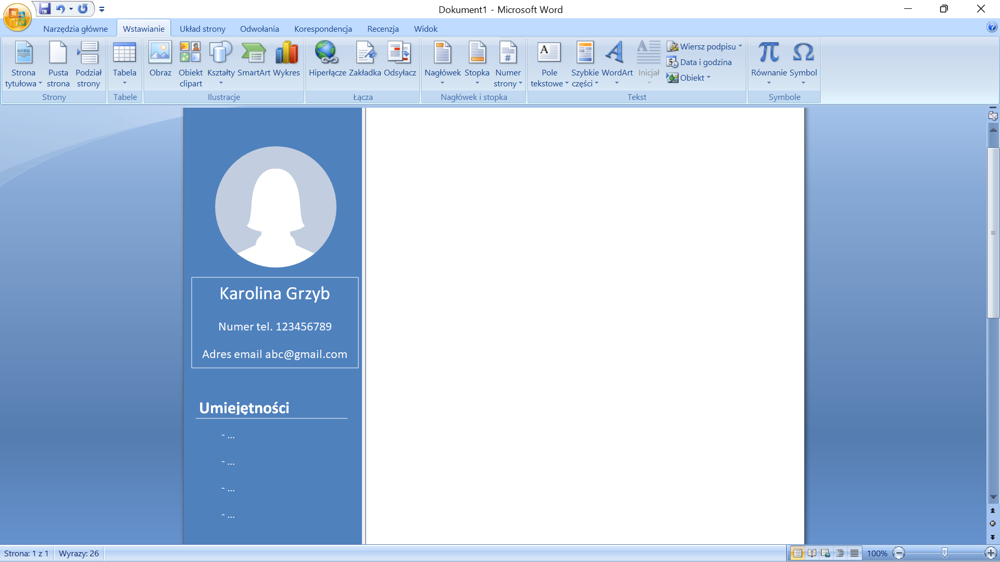 Dokument1 - Microsoft Word
Narzędzia główne Wstawianie Układ strony Odwołania Korespondencja Recenzja Widok
Strona tytułowa
Pusta strona
Podział strony
Strony
Tabela
Tabele
Obraz
Obiekt clipart
Kształty
SmartArt
Wykres
Ilustracje
Hiperłącze
Zakładka
Odsyłacz
Łącza
Nagłówek
Stopka
Numer strony
Nagłówek i stopka
Pole tekstowe
Szybkie części
WordArt
Inicjał
Wiersz podpisu
Data i godzina
Obiekt
Tekst
Równanie
Symbol
Symbole
Karolina Grzyb
Numer tel. 123456789
Adres email abc@gmail.com
Umiejętności
- ...
- ...
- ...
- ...
Strona: 1 z 1 Wyrazy: 26 100%